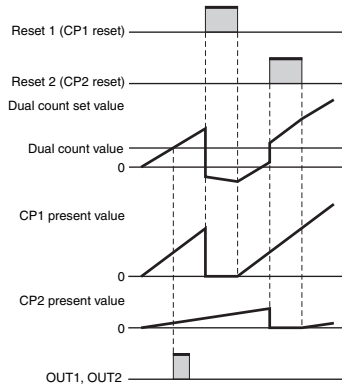 Reset 1 (CP1 reset)
Reset 2 (CP2 reset)
Dual count set value
Dual count value
0
CP1 present value
0
CP2 present value
0
OUT1, OUT2